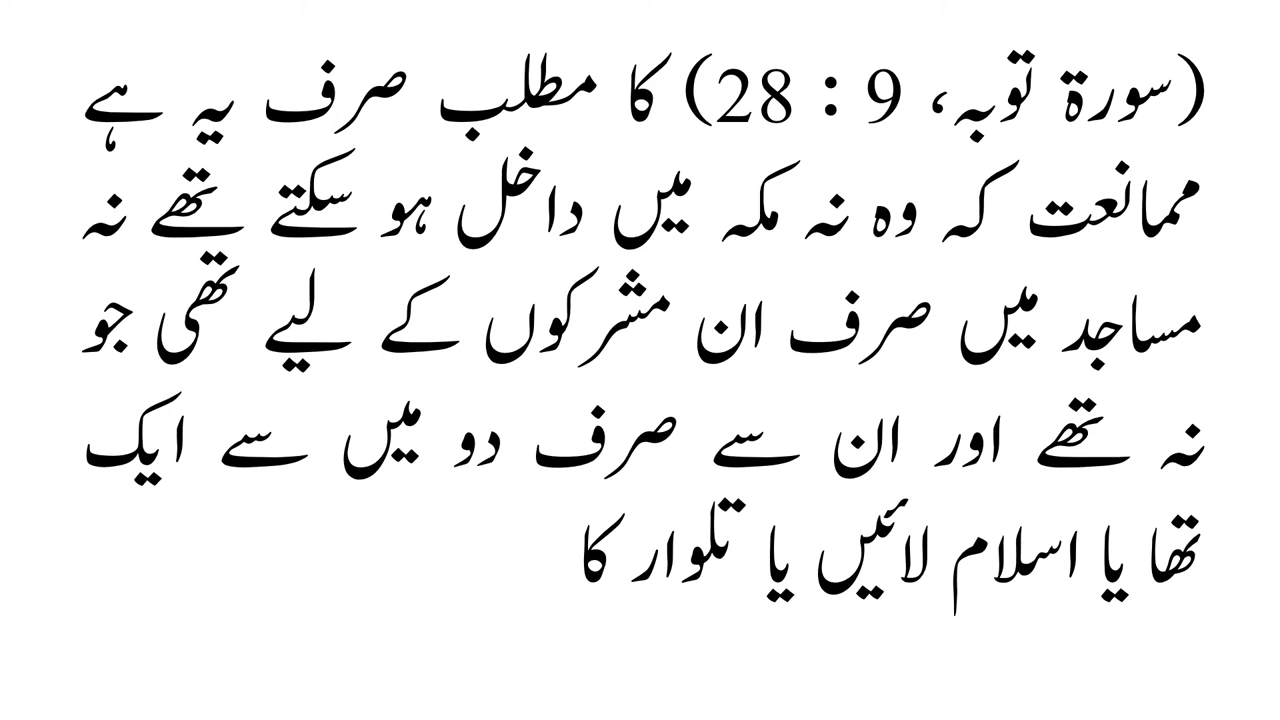 (سورۃ توبہ، 9 : 28) کا مطلب صرف یہ ہے
ممانعت کہ وہ نہ مکہ میں داخل ہو سکتے تھے نہ
مساجد میں صرف ان مشرکوں کے لیے تھی جو
نہ تھے اور ان سے صرف دو میں سے ایک
تھا یا اسلام لائیں یا تلوار کا